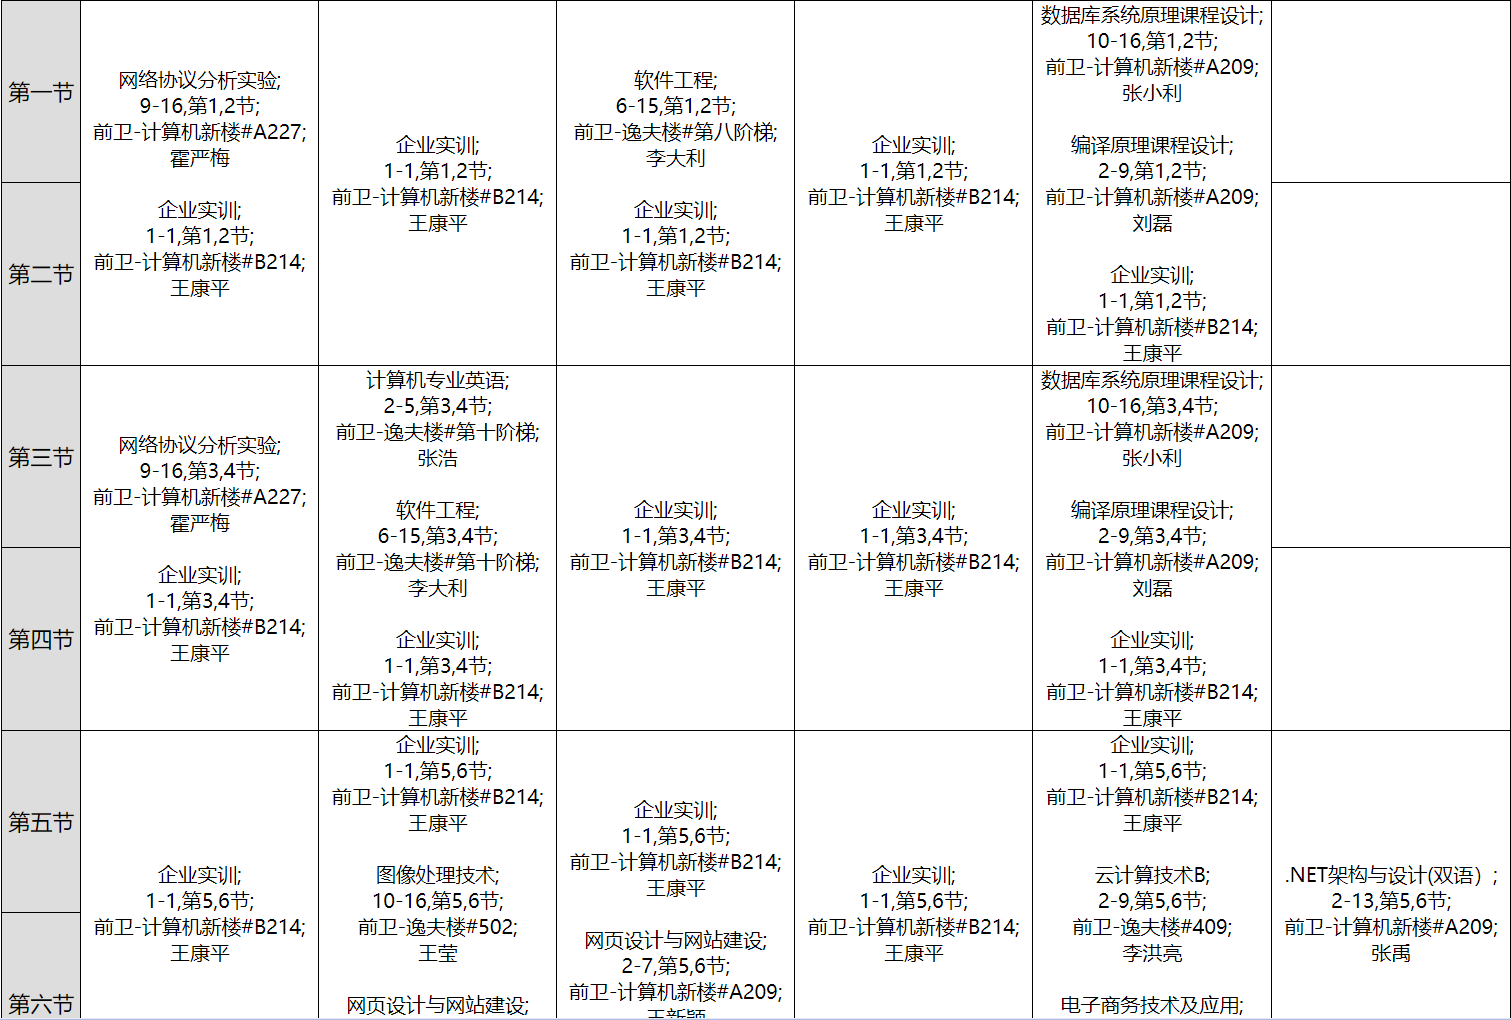 第一节
第二节
网络协议分析实验;
9-16,第1,2节;
前卫-计算机新楼#A227;
霍严梅
企业实训;
1-1,第1,2节;
前卫-计算机新楼#B214;
王康平
企业实训;
1-1,第1,2节;
前卫-计算机新楼#B214;
王康平
软件工程;
6-15,第1,2节;
前卫-逸夫楼#第八阶梯;
李大利
企业实训;
1-1,第1,2节;
前卫-计算机新楼#B214;
王康平
企业实训;
1-1,第1,2节;
前卫-计算机新楼#B214;
王康平
数据库系统原理课程设计;
10-16,第1,2节;
前卫-计算机新楼#A209;
张小利
编译原理课程设计;
2-9,第1,2节;
前卫-计算机新楼#A209;
刘磊
企业实训;
1-1,第1,2节;
前卫-计算机新楼#B214;
王康平
第三节
第四节
网络协议分析实验;
9-16,第3,4节;
前卫-计算机新楼#A227;
霍严梅
企业实训;
1-1,第3,4节;
前卫-计算机新楼#B214;
王康平
计算机专业英语;
2-5,第3,4节;
前卫-逸夫楼#第十阶梯;
张浩
软件工程;
6-15,第3,4节;
前卫-逸夫楼#第十阶梯;
李大利
企业实训;
1-1,第3,4节;
前卫-计算机新楼#B214;
王康平
企业实训;
1-1,第3,4节;
前卫-计算机新楼#B214;
王康平
企业实训;
1-1,第3,4节;
前卫-计算机新楼#B214;
王康平
数据库系统原理课程设计;
10-16,第3,4节;
前卫-计算机新楼#A209;
张小利
编译原理课程设计;
2-9,第3,4节;
前卫-计算机新楼#A209;
刘磊
企业实训;
1-1,第3,4节;
前卫-计算机新楼#B214;
王康平
第五节
第六节
企业实训;
1-1,第5,6节;
前卫-计算机新楼#B214;
王康平
企业实训;
1-1,第5,6节;
前卫-计算机新楼#B214;
王康平
图像处理技术;
10-16,第5,6节;
前卫-逸夫楼#502;
王莹
网页设计与网站建设;
企业实训;
1-1,第5,6节;
前卫-计算机新楼#B214;
王康平
网页设计与网站建设;
2-7,第5,6节;
前卫-计算机新楼#A209;
王新颖
企业实训;
1-1,第5,6节;
前卫-计算机新楼#B214;
王康平
企业实训;
1-1,第5,6节;
前卫-计算机新楼#B214;
王康平
云计算技术B;
2-9,第5,6节;
前卫-逸夫楼#409;
李洪亮
电子商务技术及应用;
.NET架构与设计(双语）;
2-13,第5,6节;
前卫-计算机新楼#A209;
张禹